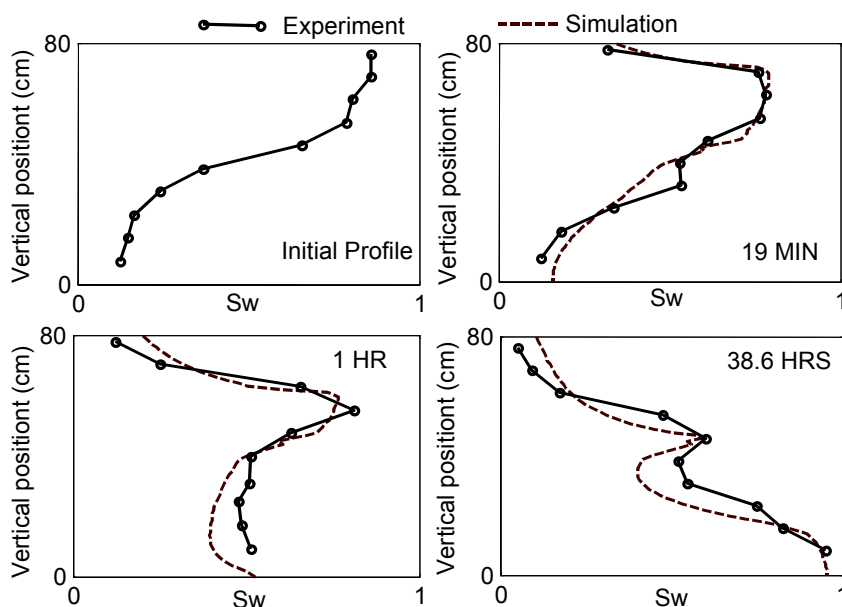 Experiment
Simulation
80
Vertical positiont (cm)
Initial Profile
0
0
Sw
1
80
Vertical positiont (cm)
19 MIN
0
0
Sw
1
80
Vertical positiont (cm)
1 HR
0
0
Sw
1
80
Vertical positiont (cm)
38.6 HRS
0
0
Sw
1